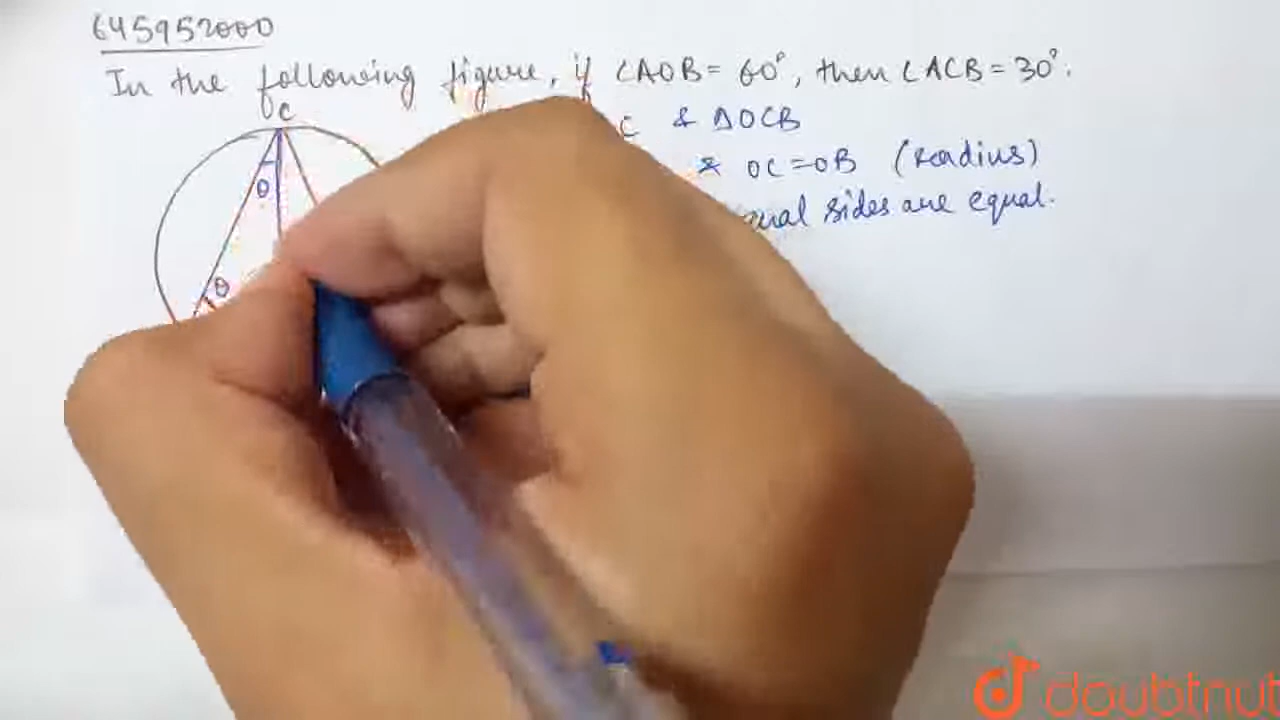 645952000
In the following figure, if ∠AOB = 60°, then ∠ACB = 30°.
C
C & ΔOCB
& OC = OB (radius)
θ
sides are equal.
θ
doubtnut